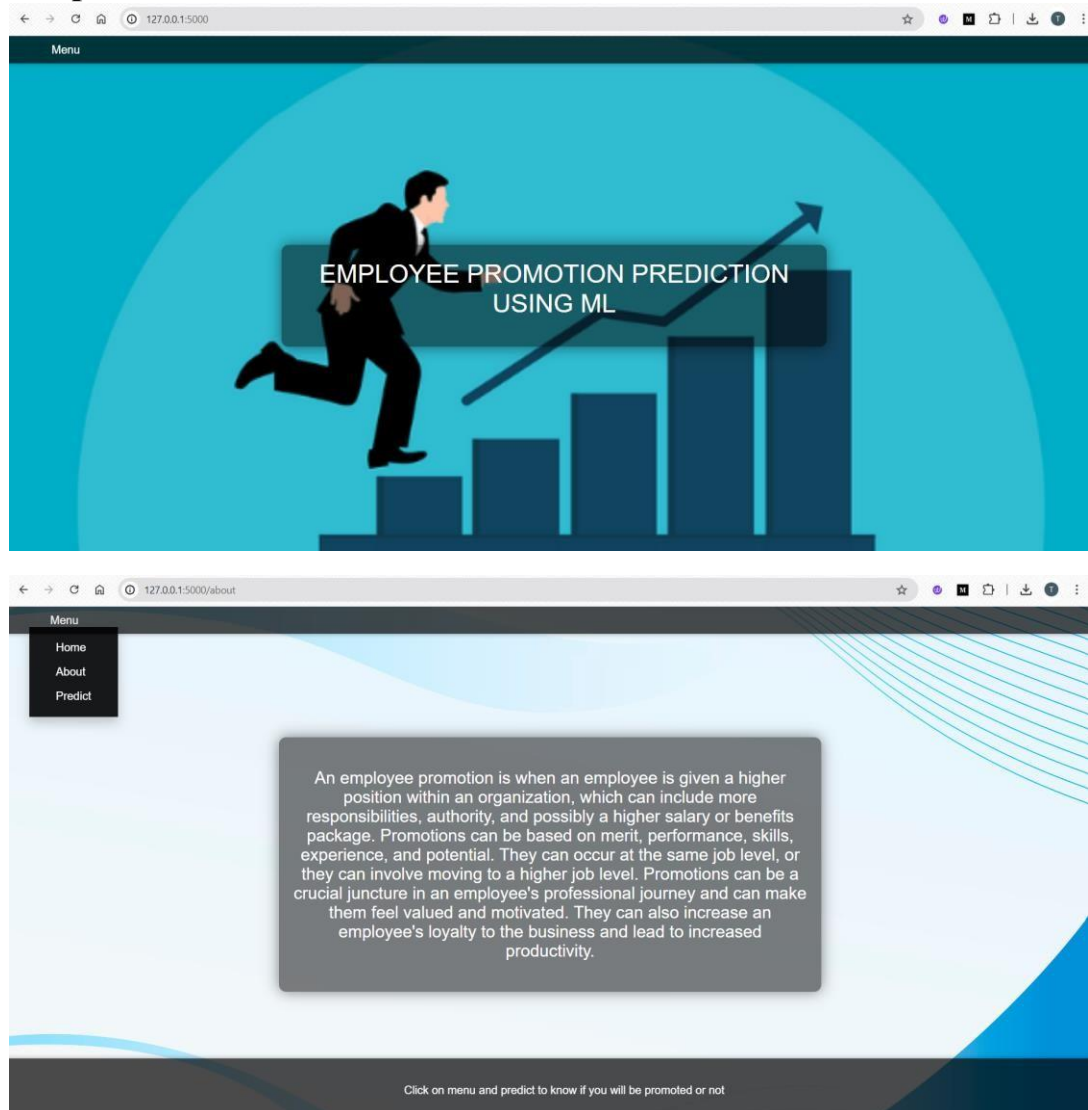 127.0.0.1:5000
Menu
EMPLOYEE PROMOTION PREDICTION
USING ML
127.0.0.1:5000/about
Menu
Home
About
Predict
An employee promotion is when an employee is given a higher
position within an organization, which can include more
responsibilities, authority, and possibly a higher salary or benefits
package. Promotions can be based on merit, performance, skills,
experience, and potential. They can occur at the same job level, or
they can involve moving to a higher job level. Promotions can be a
crucial juncture in an employee's professional journey and can make
them feel valued and motivated. They can also increase an
employee's loyalty to the business and lead to increased
productivity.
Click on menu and predict to know if you will be promoted or not